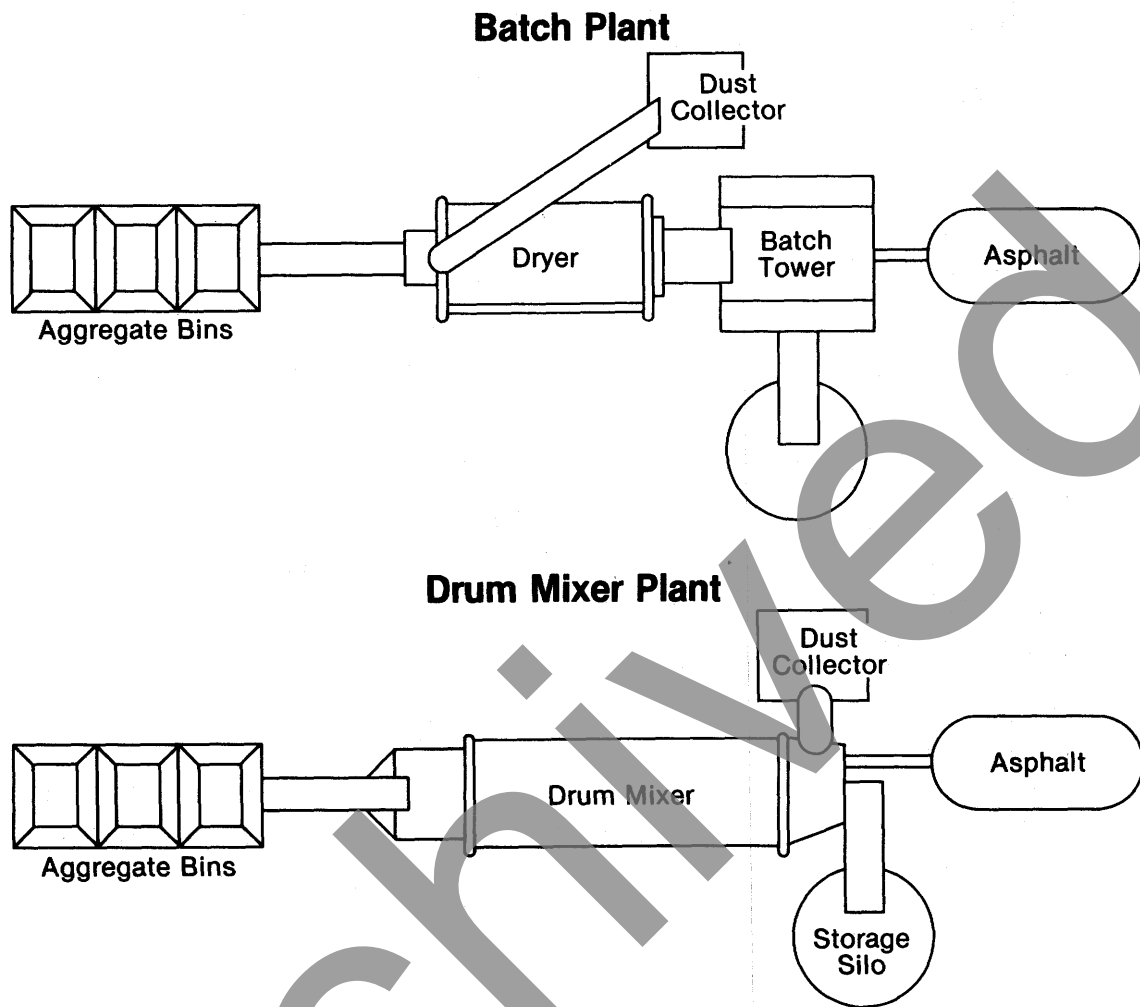 Batch Plant
Dust
Collector
Dryer
Batch
Tower
Asphalt
Aggregate Bins
Drum Mixer Plant
Dust
Collector
Drum Mixer
Asphalt
Aggregate Bins
Storage
Silo
chived